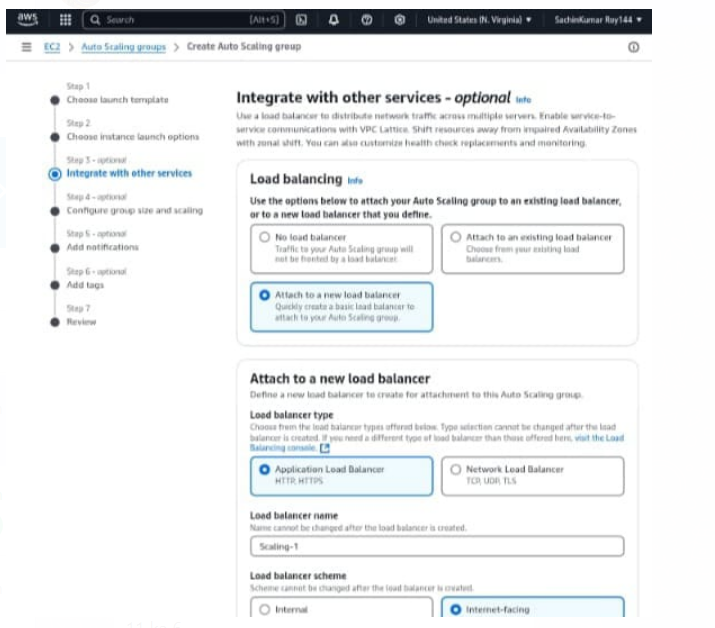 aws
Search
[Alt+S]
United States (N. Virginia) ▼
SachinKumar Roy144 ▼
EC2 > Auto Scaling groups > Create Auto Scaling group
Step 1
Choose launch template
Step 2
Choose instance launch options
Step 3 - optional
Integrate with other services
Step 4 - optional
Configure group size and scaling
Step 5 - optional
Add notifications
Step 6 - optional
Add tags
Step 7
Review
Integrate with other services - optional Info
Use a load balancer to distribute network traffic across multiple servers. Enable service-to-
service communications with VPC Lattice. Shift resources away from impaired Availability Zones
with zonal shift. You can also customize health check replacements and monitoring.
Load balancing Info
Use the options below to attach your Auto Scaling group to an existing load balancer,
or to a new load balancer that you define.
No load balancer
Traffic to your Auto Scaling group will
not be fronted by a load balancer.
Attach to an existing load balancer
Choose from your existing load
balancers.
Attach to a new load balancer
Quickly create a basic load balancer to
attach to your Auto Scaling group.
Attach to a new load balancer
Define a new load balancer to create for attachment to this Auto Scaling group.
Load balancer type
Choose from the load balancer types offered below. Type selection cannot be changed after the load
balancer is created. If you need a different type of load balancer than those offered here, visit the Load
Balancing console.
Application Load Balancer
HTTP, HTTPS
Network Load Balancer
TCP, UDP, TLS
Load balancer name
Name cannot be changed after the load balancer is created.
Scaling-1
Load balancer scheme
Scheme cannot be changed after the load balancer is created.
Internal
Internet-facing